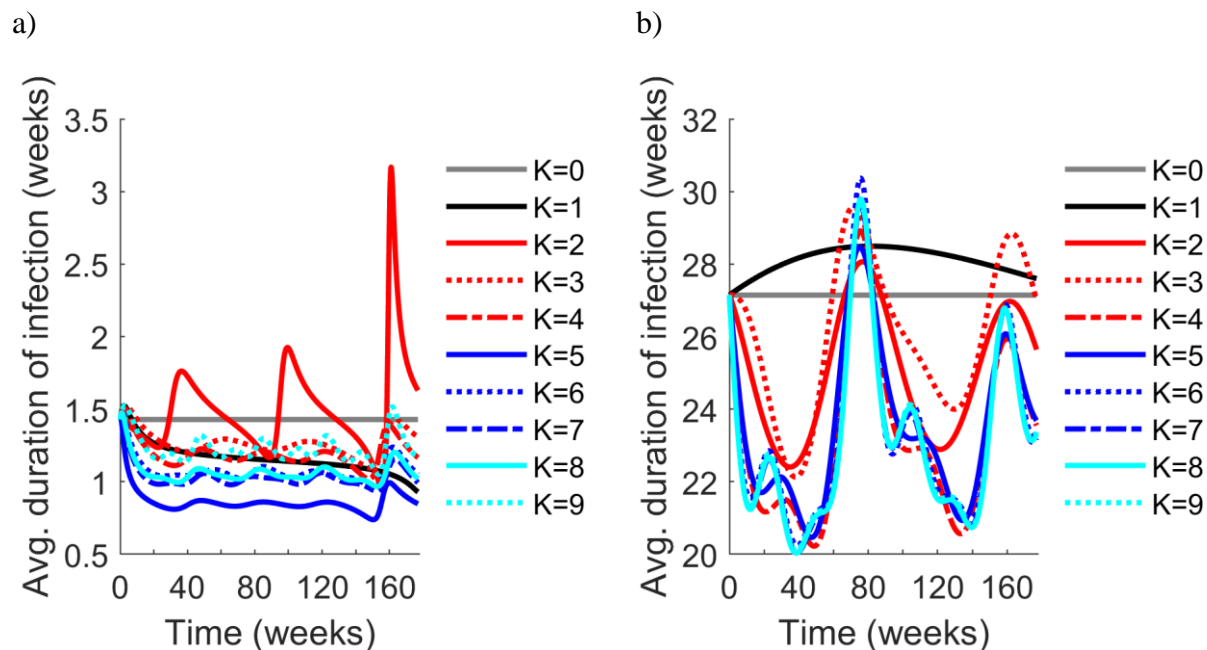 a)
b)
Avg. duration of infection (weeks)
3.5
3
2.5
2
1.5
1
0.5
0
40
80
120
160
Time (weeks)
K=0
K=1
K=2
K=3
K=4
K=5
K=6
K=7
K=8
K=9
Avg. duration of infection (weeks)
32
30
28
26
24
22
20
0
40
80
120
160
Time (weeks)
K=0
K=1
K=2
K=3
K=4
K=5
K=6
K=7
K=8
K=9